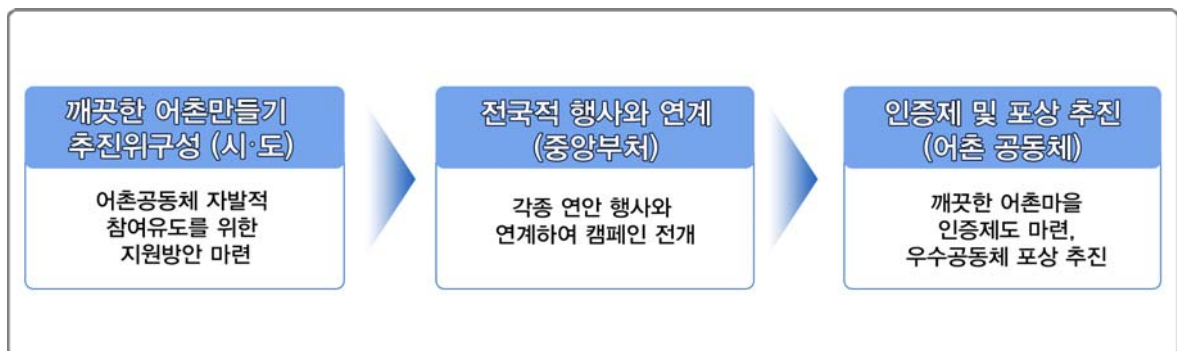 깨끗한 어촌만들기
추진위구성 (시·도)
어촌공동체 자발적
참여유도를 위한
지원방안 마련
전국적 행사와 연계
(중앙부처)
각종 연안 행사와
연계하여 캠페인 전개
인증제 및 포상 추진
(어촌 공동체)
깨끗한 어촌마을
인증제도 마련,
우수공동체 포상 추진